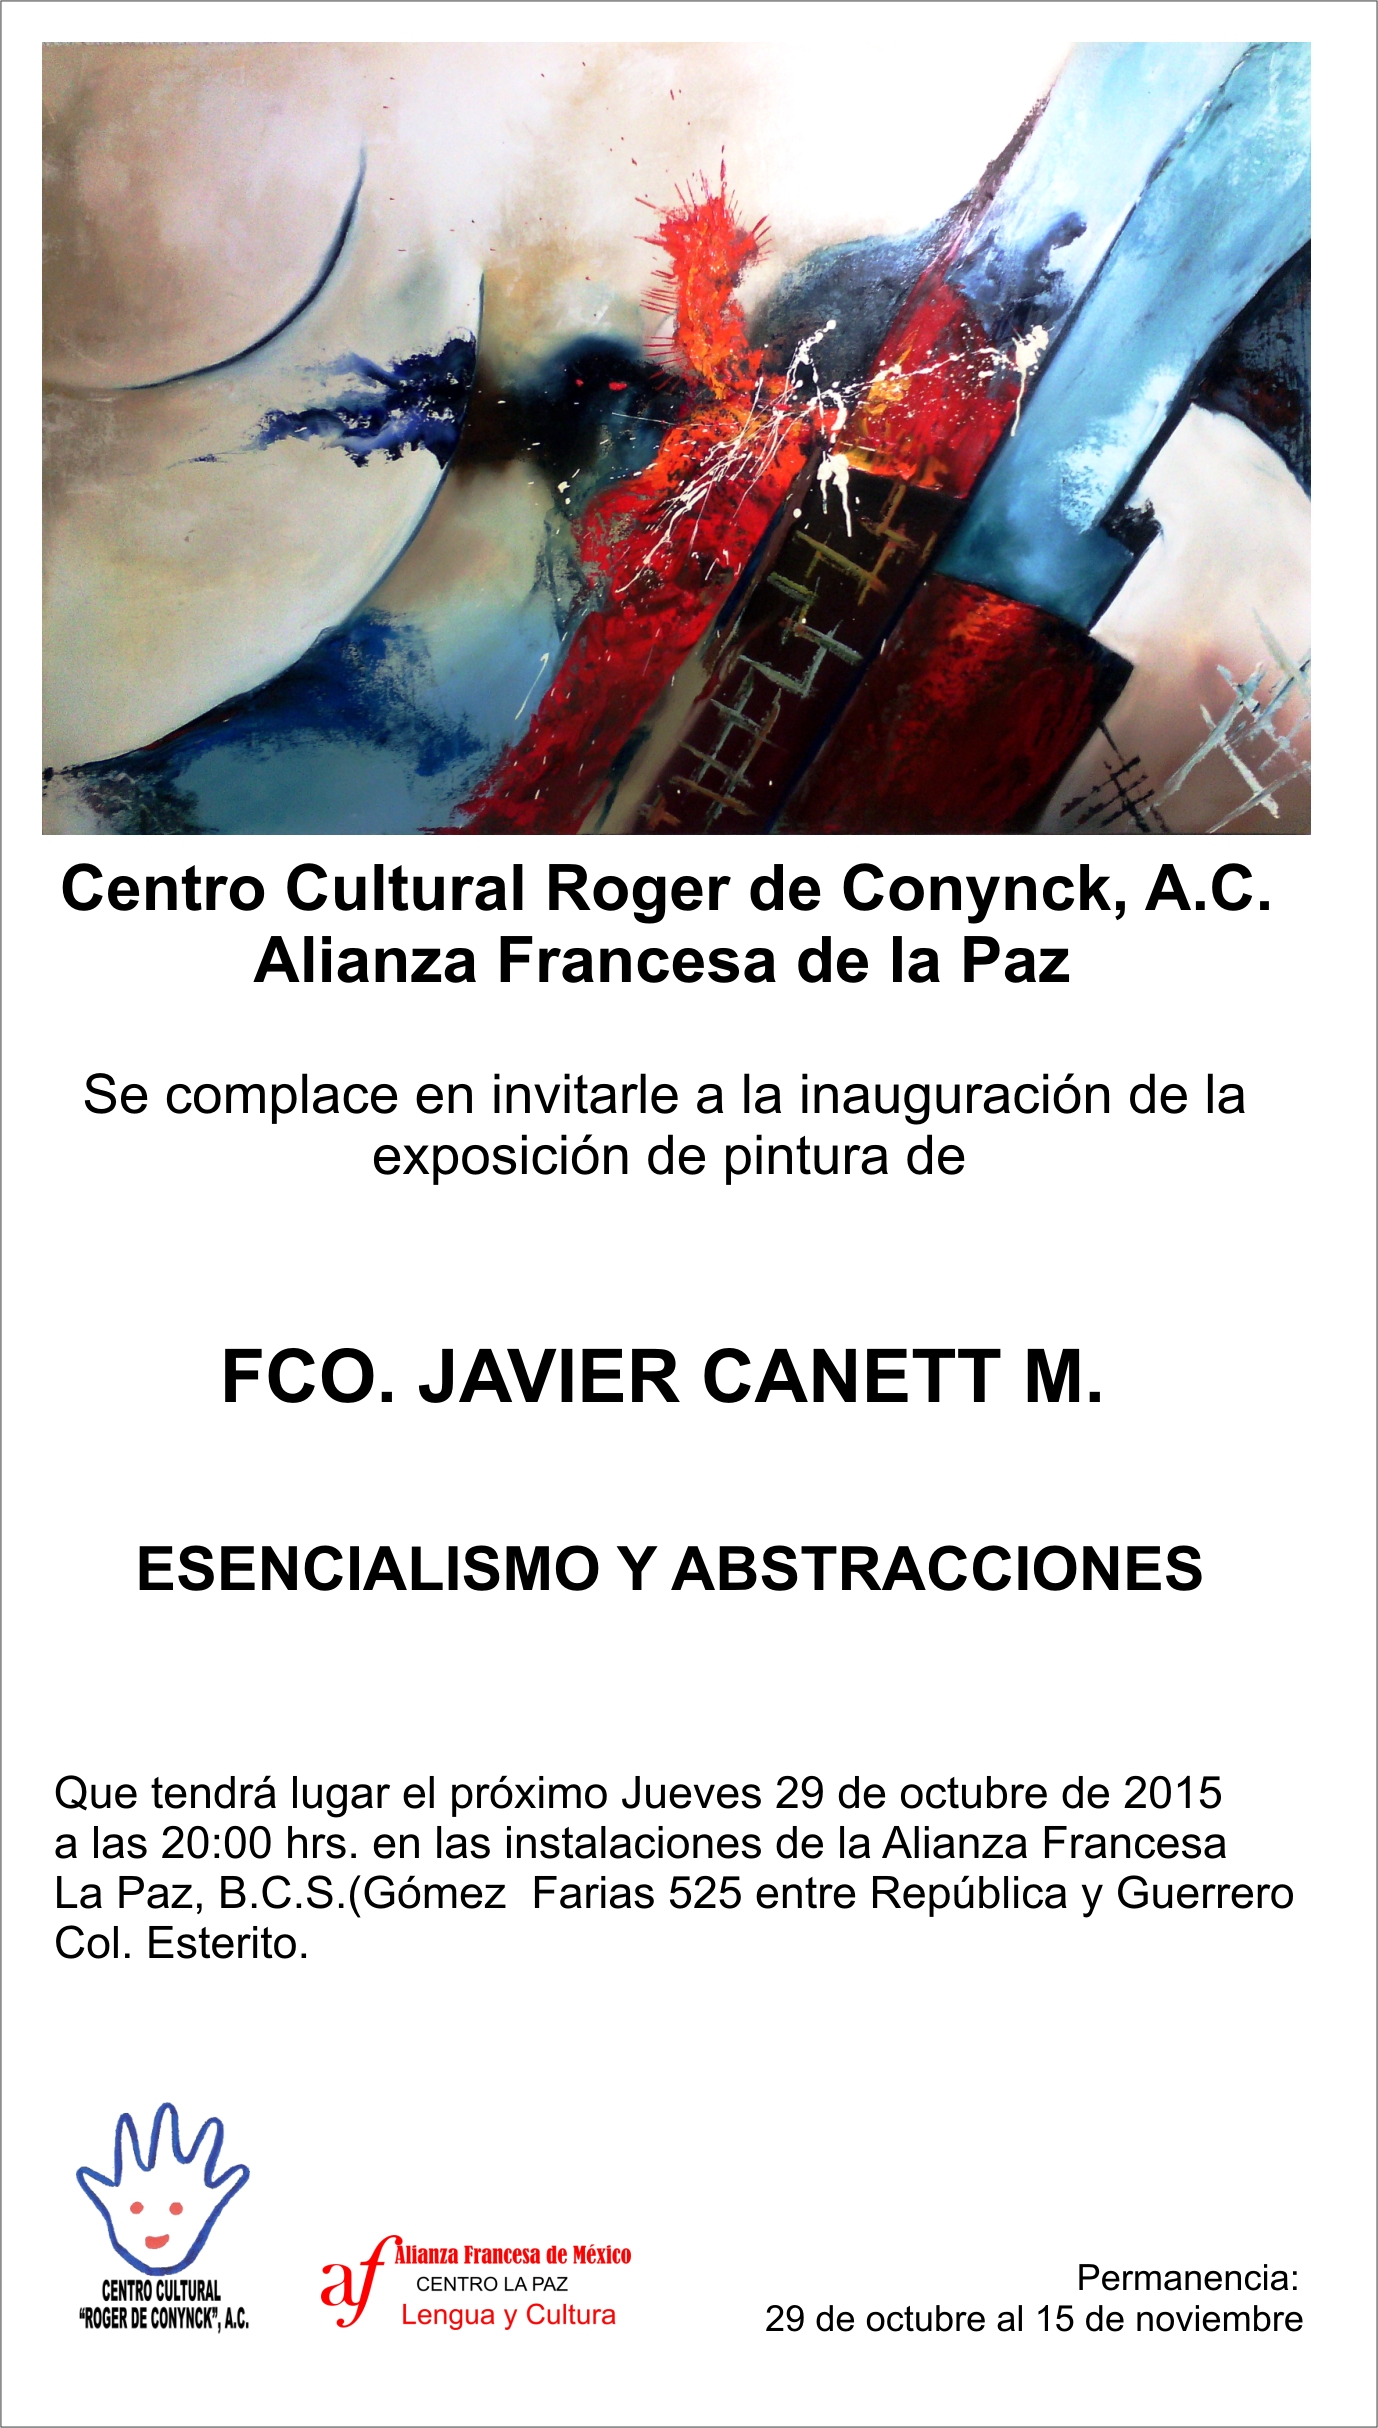 Centro Cultural Roger de Conynck, A.C.
Alianza Francesa de la Paz
Se complace en invitarle a la inauguración de la
exposición de pintura de
FCO. JAVIER CANETT M.
ESENCIALISMO Y ABSTRACCIONES
Que tendrá lugar el próximo Jueves 29 de octubre de 2015
a las 20:00 hrs. en las instalaciones de la Alianza Francesa
La Paz, B.C.S.(Gómez  Farias 525 entre República y Guerrero
Col. Esterito.
CENTRO CULTURAL
“ROGER DE CONYNCK”, A.C.
af
Alianza Francesa de México
CENTRO LA PAZ
Lengua y Cultura
Permanencia:
29 de octubre al 15 de noviembre